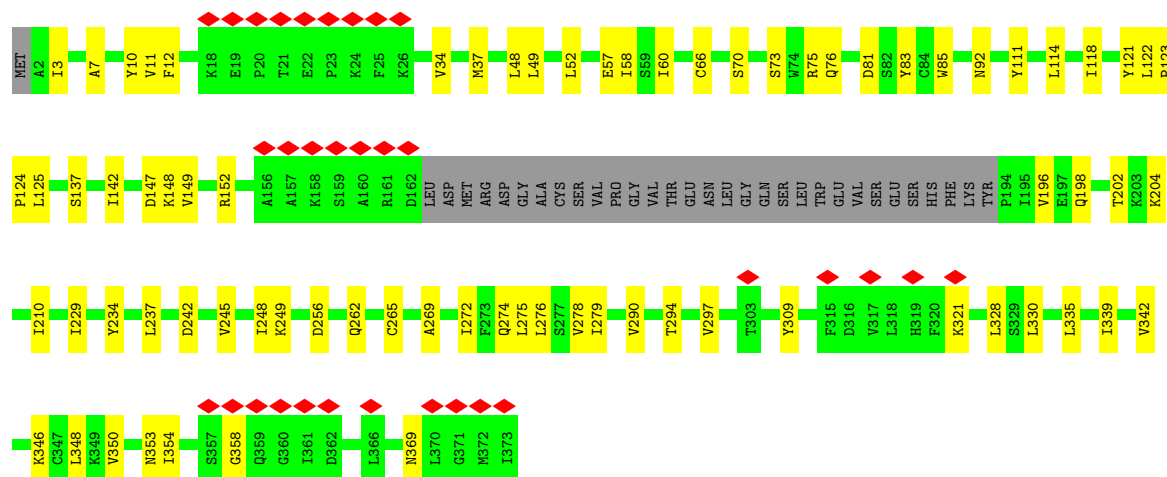 MET A2 I3 A7 Y10 V11 F12 K18 E19 P20 T21 E22 P23 K24 F25 K26 V34 M37 L48 L49 L52 E57 I58 S59 I60 C66 S70 S73 W74 R75 Q76 D81 S82 Y83 C84 W85 N92 Y111 L114 I118 Y121 L122
P124 L125 S137 I142 D147 K148 V149 R152 A156 A157 K158 S159 A160 R161 D162 LEU ASP MET ARG ASP GLY ALA CYS SER VAL PRO GLY VAL THR GLU ASN LEU GLY GLN SER LEU TRP GLU VAL SER GLU SER HIS PHE LYS TYR P194 I195 V196 E197 Q198 T202 K203 K204
I210 I229 Y234 L237 D242 V245 I248 K249 D256 Q262 C265 A269 I272 F273 Q274 L275 L276 S277 V278 I279 V290 T294 V297 T303 Y309 F315 D316 V317 L318 H319 F320 K321 L328 S329 L330 L335 I339 V342
K346 C347 L348 K349 V350 N353 I354 S357 G358 Q359 G360 I361 D362 L366 N369 L370 G371 M372 I373